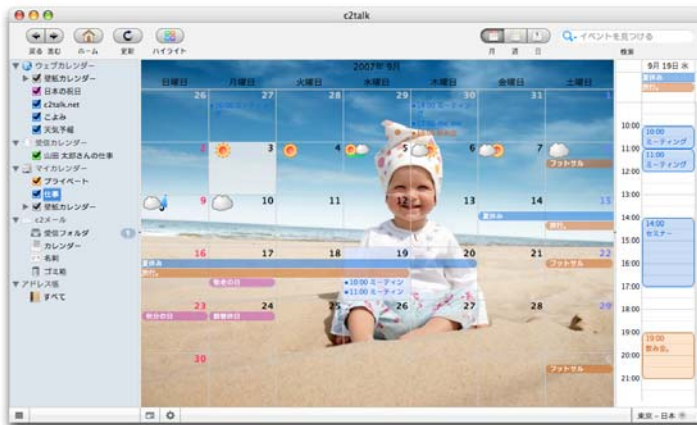 c2talk
戻る 進む ホーム 更新 ハイライト 月 週 日 検索
イベントを見つける
ウェブカレンダー
壁紙カレンダー
日本の祝日
c2talk.net
こよみ
天気予報
受信カレンダー
山田 太郎さんの仕事
マイカレンダー
プライベート
仕事
壁紙カレンダー
c2メール
受信フォルダ 1
カレンダー
名刺
ゴミ箱
アドレス帳
すべて
2007年 9月
日曜日 月曜日 火曜日 水曜日 木曜日 金曜日 土曜日
26 27 28 29 30 31 1
2 3 4 5 6 7 8
フットサル
9 10 11 12 13 14 15
夏休み
旅行。
16 17 18 19 20 21 22
夏休み
旅行。
フットサル
敬老の日
10:00 ミーティン
11:00 ミーティン
23 24 25 26 27 28 29
秋分の日 振替休日
30
フットサル
9月 19日 水
夏休み
旅行。
10:00
10:00
ミーティング
11:00
11:00
ミーティング
12:00
13:00
14:00
14:00
セミナー
15:00
16:00
17:00
18:00
19:00
19:00
飲み会。
20:00
21:00
東京 – 日本